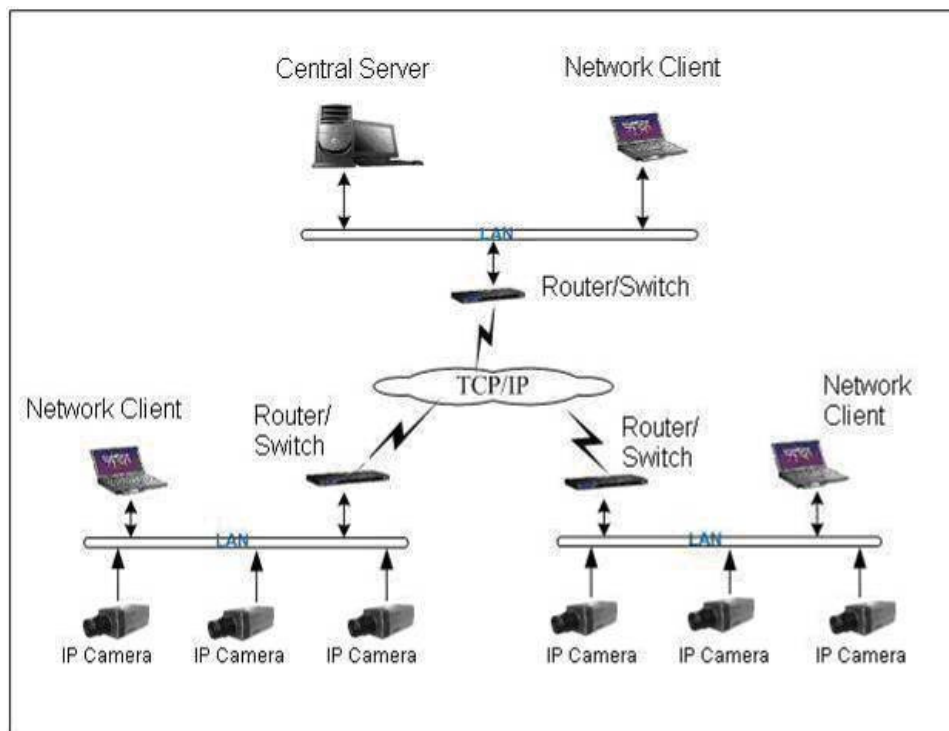 Central Server
Network Client
LAN
Router/Switch
TCP/IP
Network Client
Router/
Switch
Router/
Switch
Network
Client
LAN
LAN
IP Camera
IP Camera
IP Camera
IP Camera
IP Camera
IP Camera